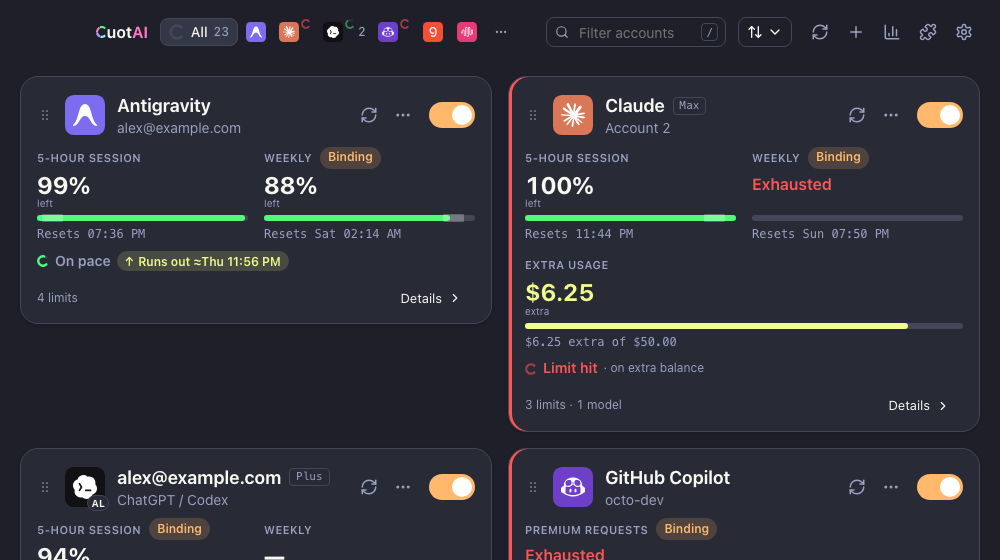 CuotAI
All 23
2
9
Filter accounts /
Antigravity
alex@example.com
5-HOUR SESSION
99%
left
Resets 07:36 PM
WEEKLY Binding
88%
Resets Sat 02:14 AM
On pace ↑ Runs out ≈Thu 11:56 PM
4 limits
Details
Claude Max
Account 2
5-HOUR SESSION
100%
left
Resets 11:44 PM
WEEKLY Binding
Exhausted
Resets Sun 07:50 PM
EXTRA USAGE
$6.25
extra
$6.25 extra of $50.00
Limit hit · on extra balance
3 limits · 1 model
Details
AL
alex@example.com Plus
ChatGPT / Codex
5-HOUR SESSION Binding
94%
WEEKLY
—
GitHub Copilot
octo-dev
PREMIUM REQUESTS Binding
Exhausted